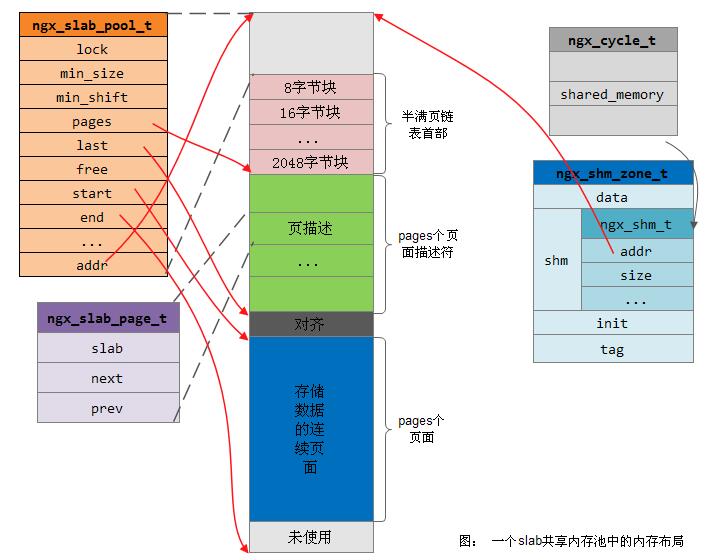 ngx_slab_pool_t
lock
min_size
min_shift
pages
last
free
start
end
...
addr
ngx_slab_page_t
slab
next
prev
8字节块
16字节块
...
2048字节块
页描述
...
对齐
存储
数据
的连
续页
面
未使用
半满页链
表首部
pages个页
面描述符
pages个
页面
ngx_cycle_t
shared_memory
ngx_shm_zone_t
data
shm
ngx_shm_t
addr
size
...
init
tag
图： 一个slab共享内存池中的内存布局